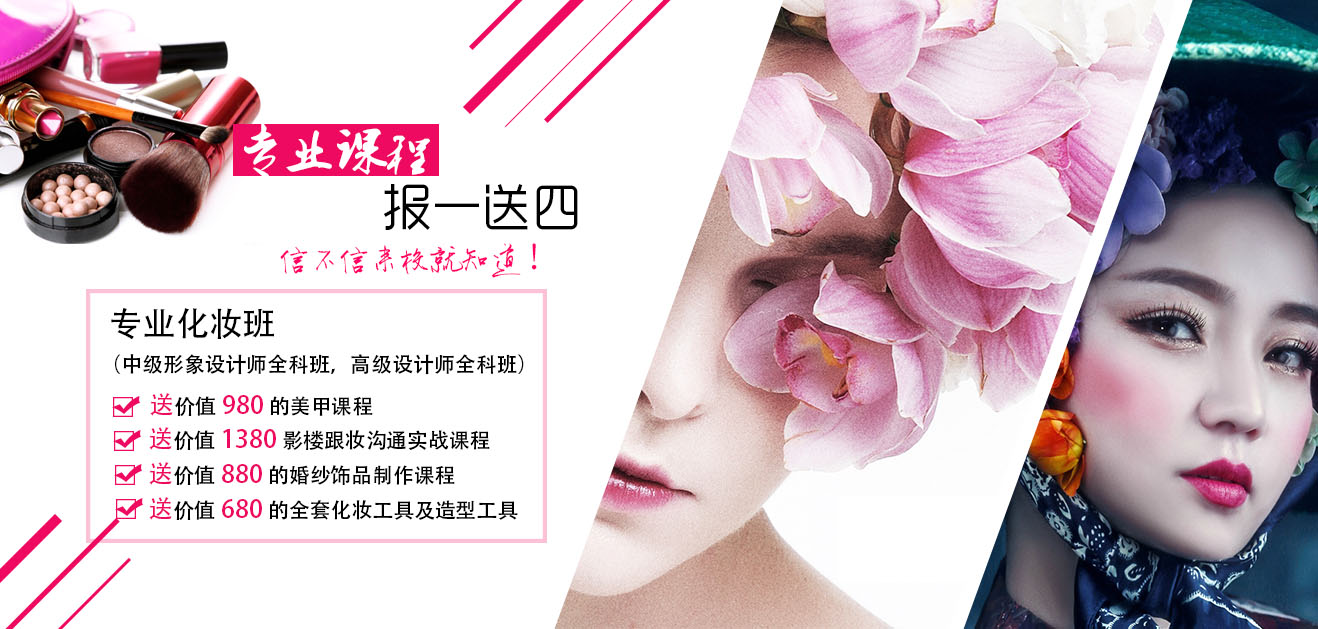 专业课程
报一送四
信不信来校就知道!
专业化妆班
(中级形象设计师全科班,高级设计师全科班)
送价值 980 的美甲课程
送价值 1380 影楼跟妆沟通实战课程
送价值 880 的婚纱饰品制作课程
送价值 680 的全套化妆工具及造型工具